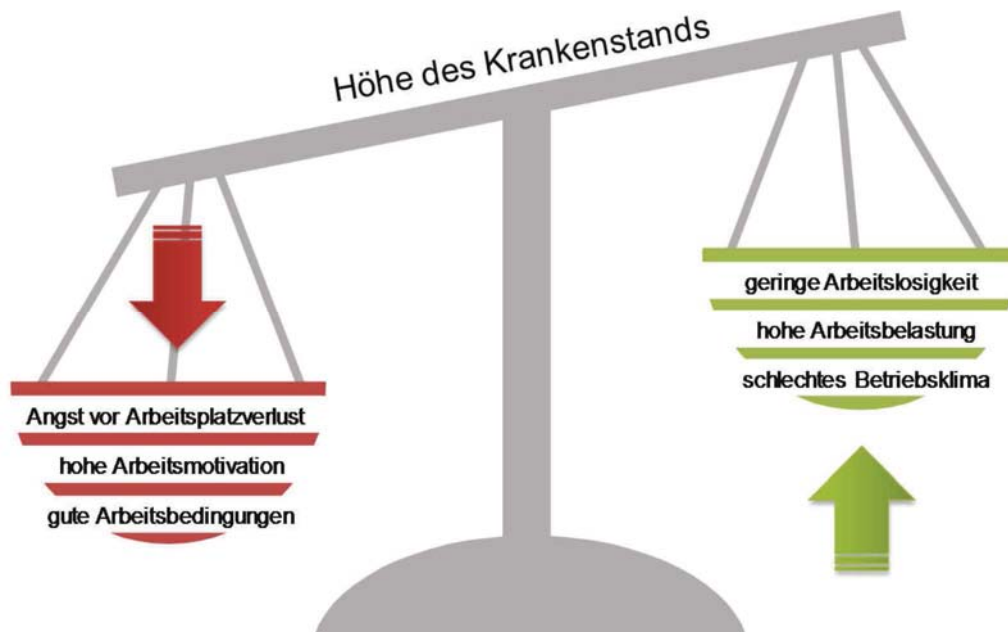 Höhe des Krankenstands
Angst vor Arbeitsplatzverlust
hohe Arbeitsmotivation
gute Arbeitsbedingungen
geringe Arbeitslosigkeit
hohe Arbeitsbelastung
schlechtes Betriebsklima